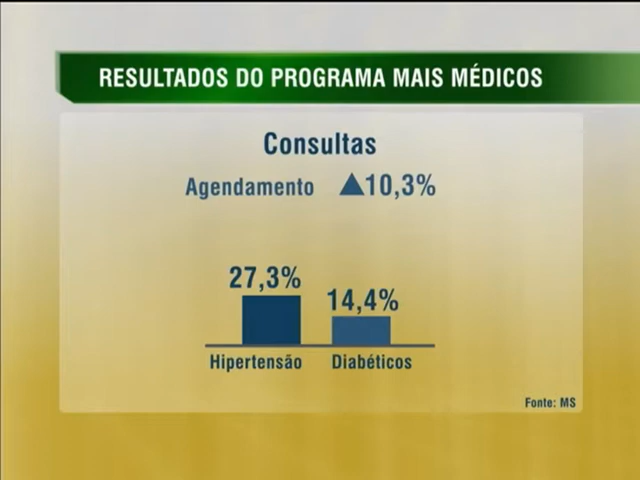 RESULTADOS DO PROGRAMA MAIS MÉDICOS
Consultas
Agendamento ▲10,3%
27,3%
14,4%
Hipertensão Diabéticos
Fonte: MS